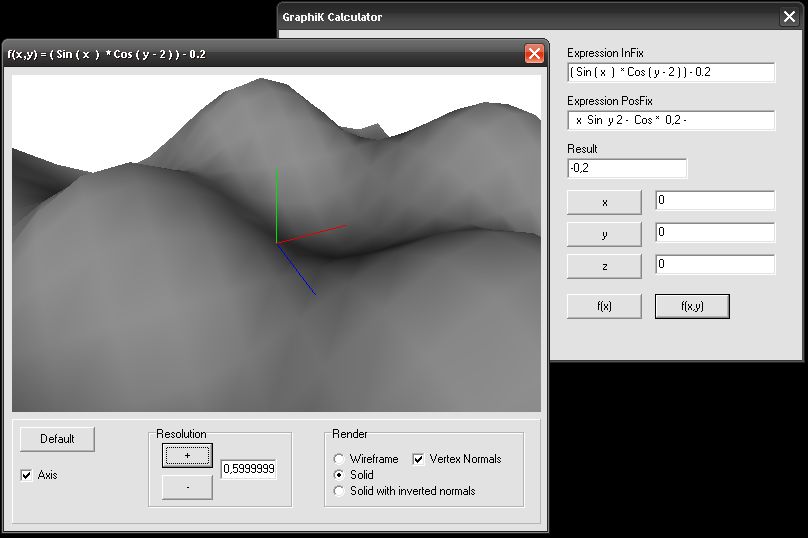 GraphiK Calculator
f(x,y) = ( Sin ( x  )  * Cos ( y - 2 ) ) - 0.2
Expression InFix
( Sin ( x  )  * Cos ( y - 2 ) ) - 0.2
Expression PosFix
x  Sin  y 2 -  Cos *  0,2 -
Result
-0,2
x 0
y 0
z 0
f(x) f(x,y)
Default
Axis
Resolution
+
0,5999999
-
Render
Wireframe Vertex Normals
Solid
Solid with inverted normals